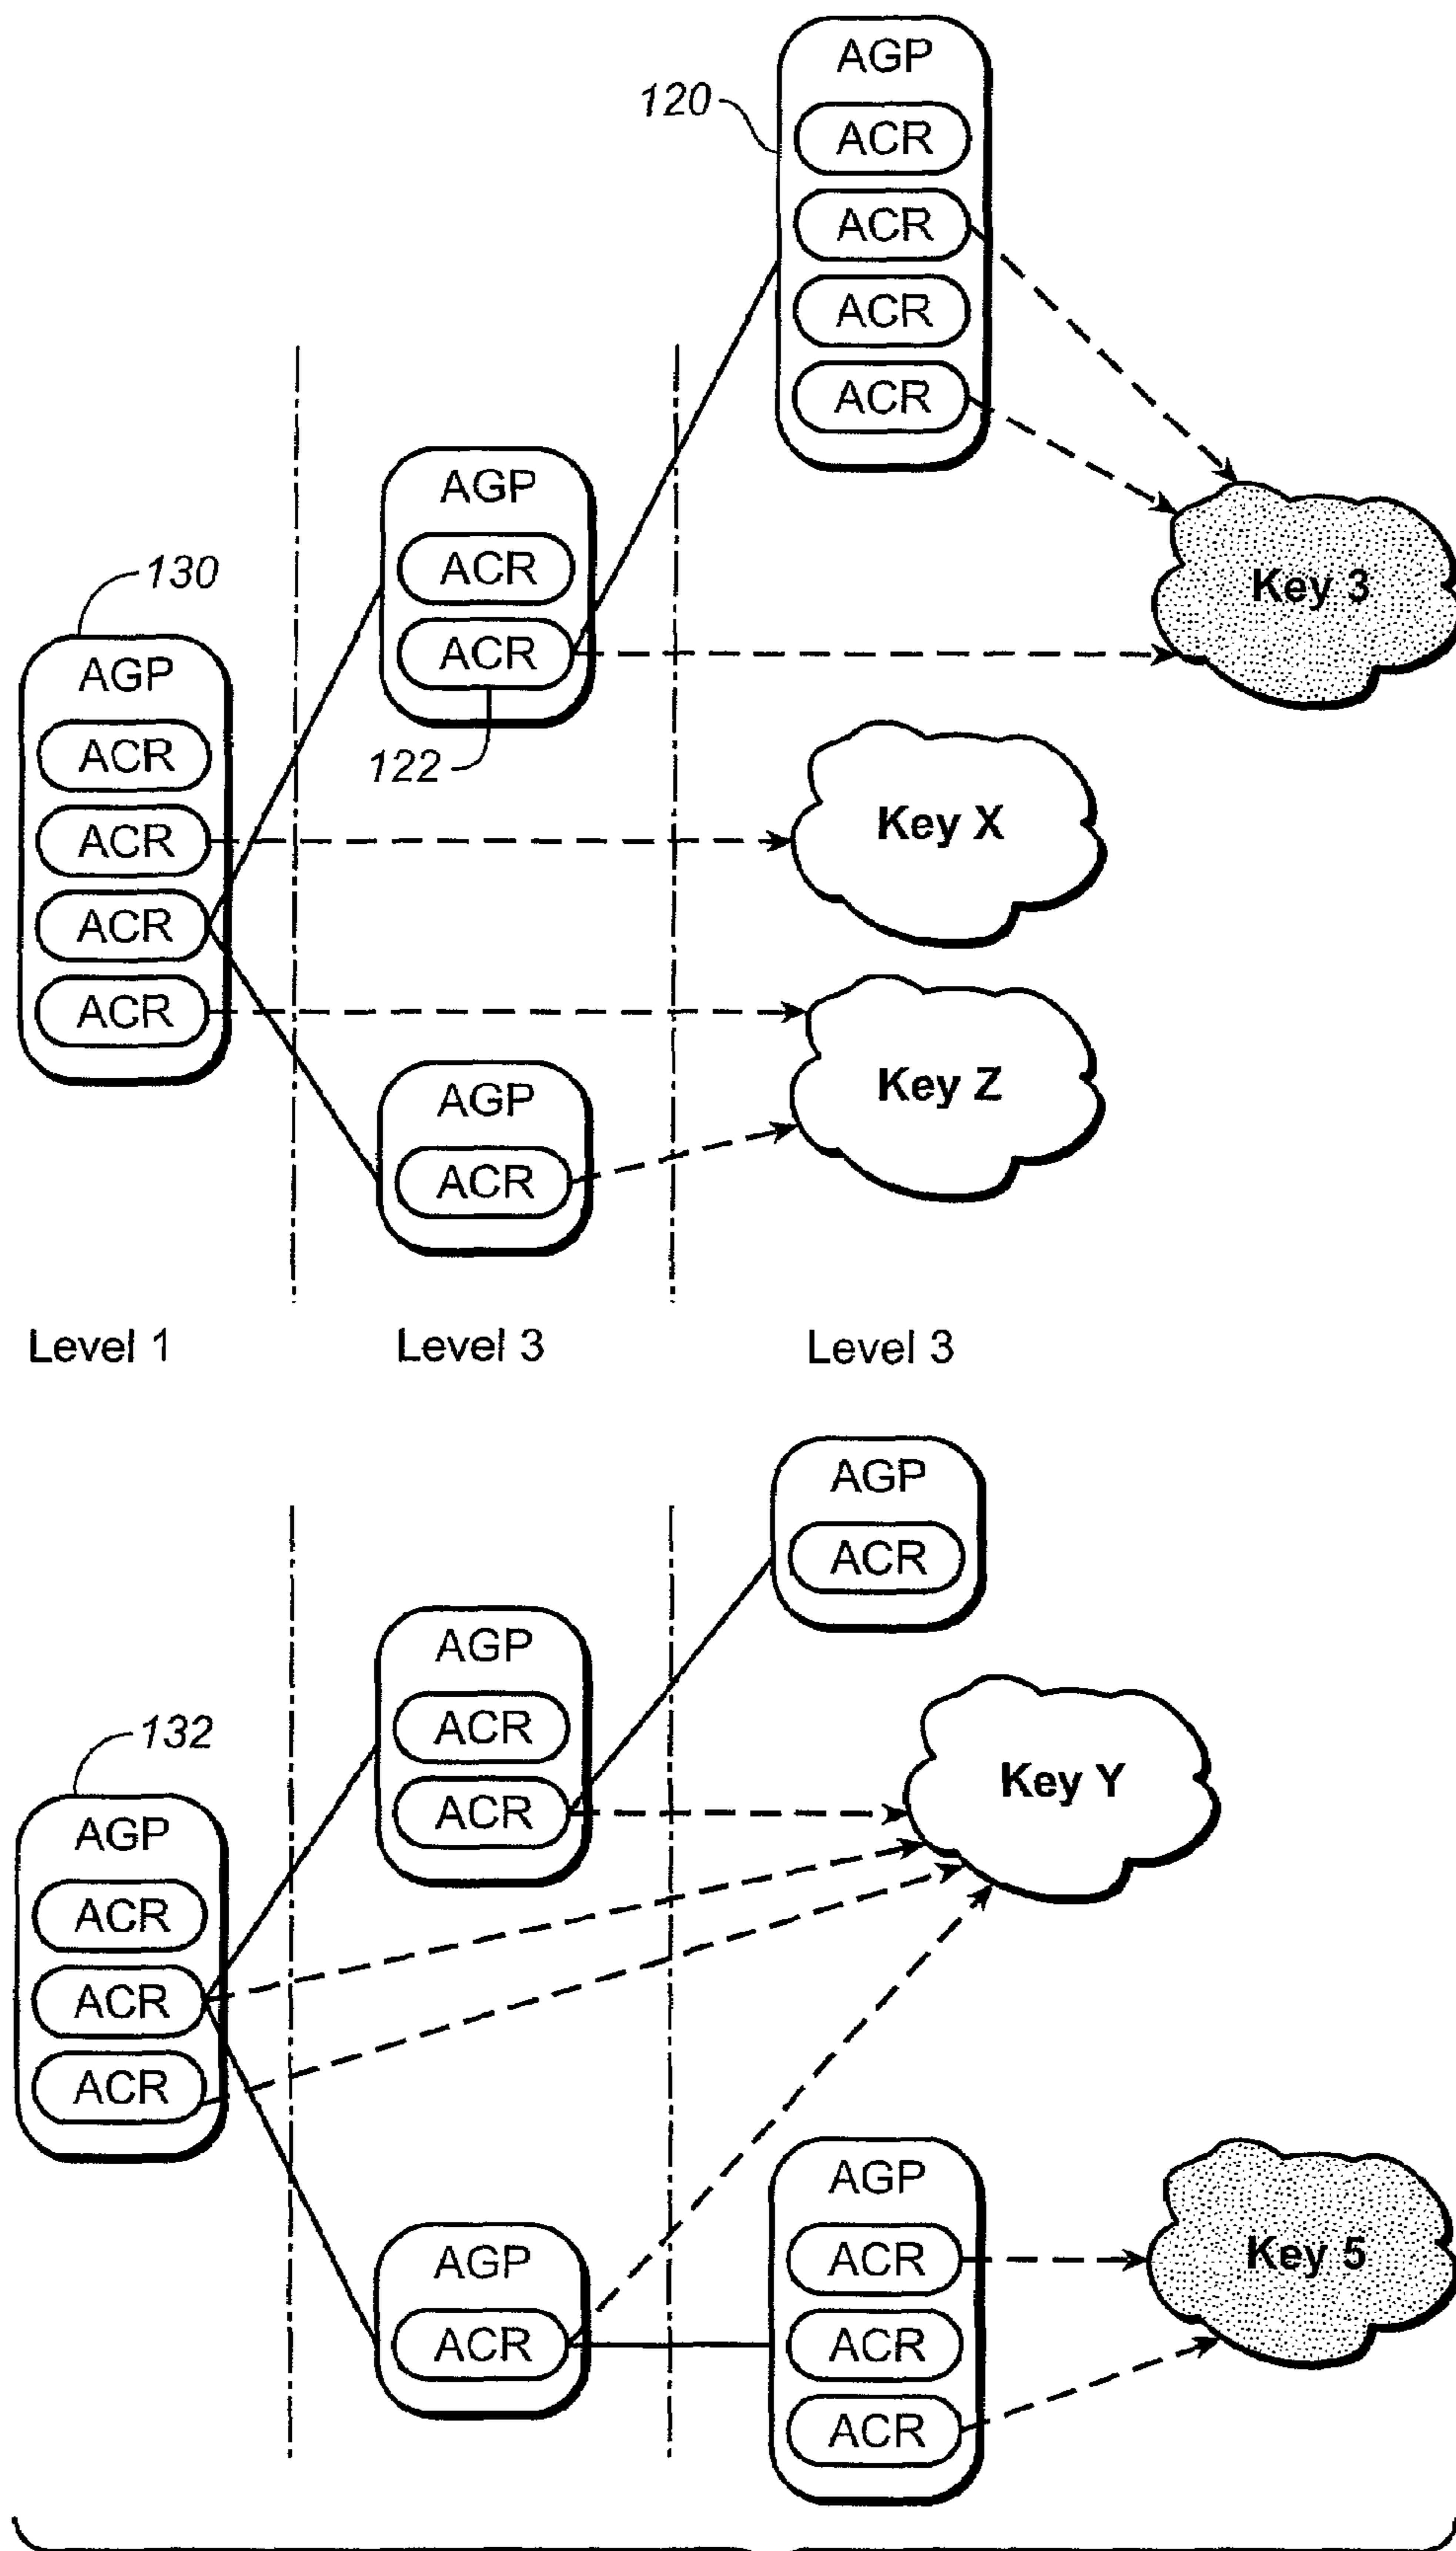 AGP
120
ACR
ACR
ACR
ACR
AGP
ACR
ACR
122
Key 3
130
AGP
ACR
ACR
ACR
ACR
Key X
Key Z
AGP
ACR
Level 1
Level 3
Level 3
AGP
ACR
AGP
ACR
ACR
132
AGP
ACR
ACR
ACR
Key Y
AGP
ACR
AGP
ACR
ACR
ACR
Key 5